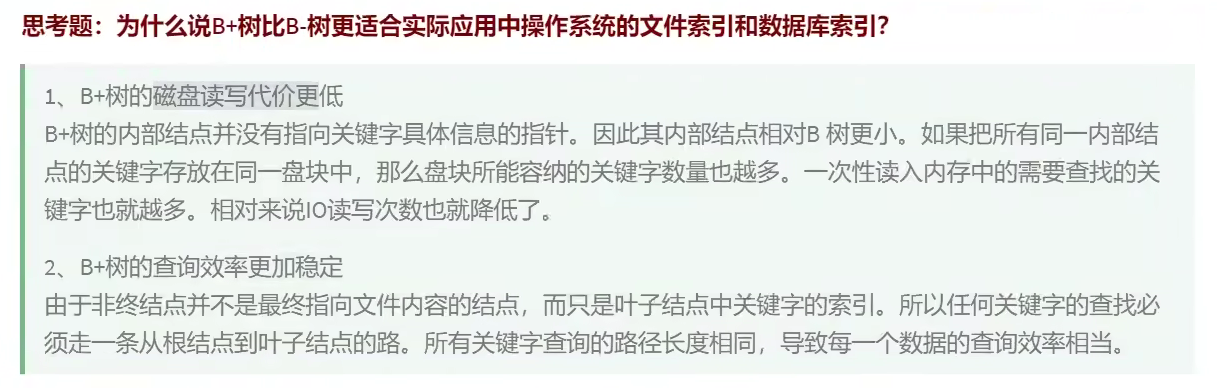 思考题：为什么说B+树比B-树更适合实际应用中操作系统的文件索引和数据库索引？
1、B+树的磁盘读写代价更低
B+树的内部结点并没有指向关键字具体信息的指针。因此其内部结点相对B 树更小。如果把所有同一内部结
点的关键字存放在同一盘块中，那么盘块所能容纳的关键字数量也越多。一次性读入内存中的需要查找的关
键字也就越多。相对来说IO读写次数也就降低了。
2、B+树的查询效率更加稳定
由于非终结点并不是最终指向文件内容的结点，而只是叶子结点中关键字的索引。所以任何关键字的查找必
须走一条从根结点到叶子结点的路。所有关键字查询的路径长度相同，导致每一个数据的查询效率相当。